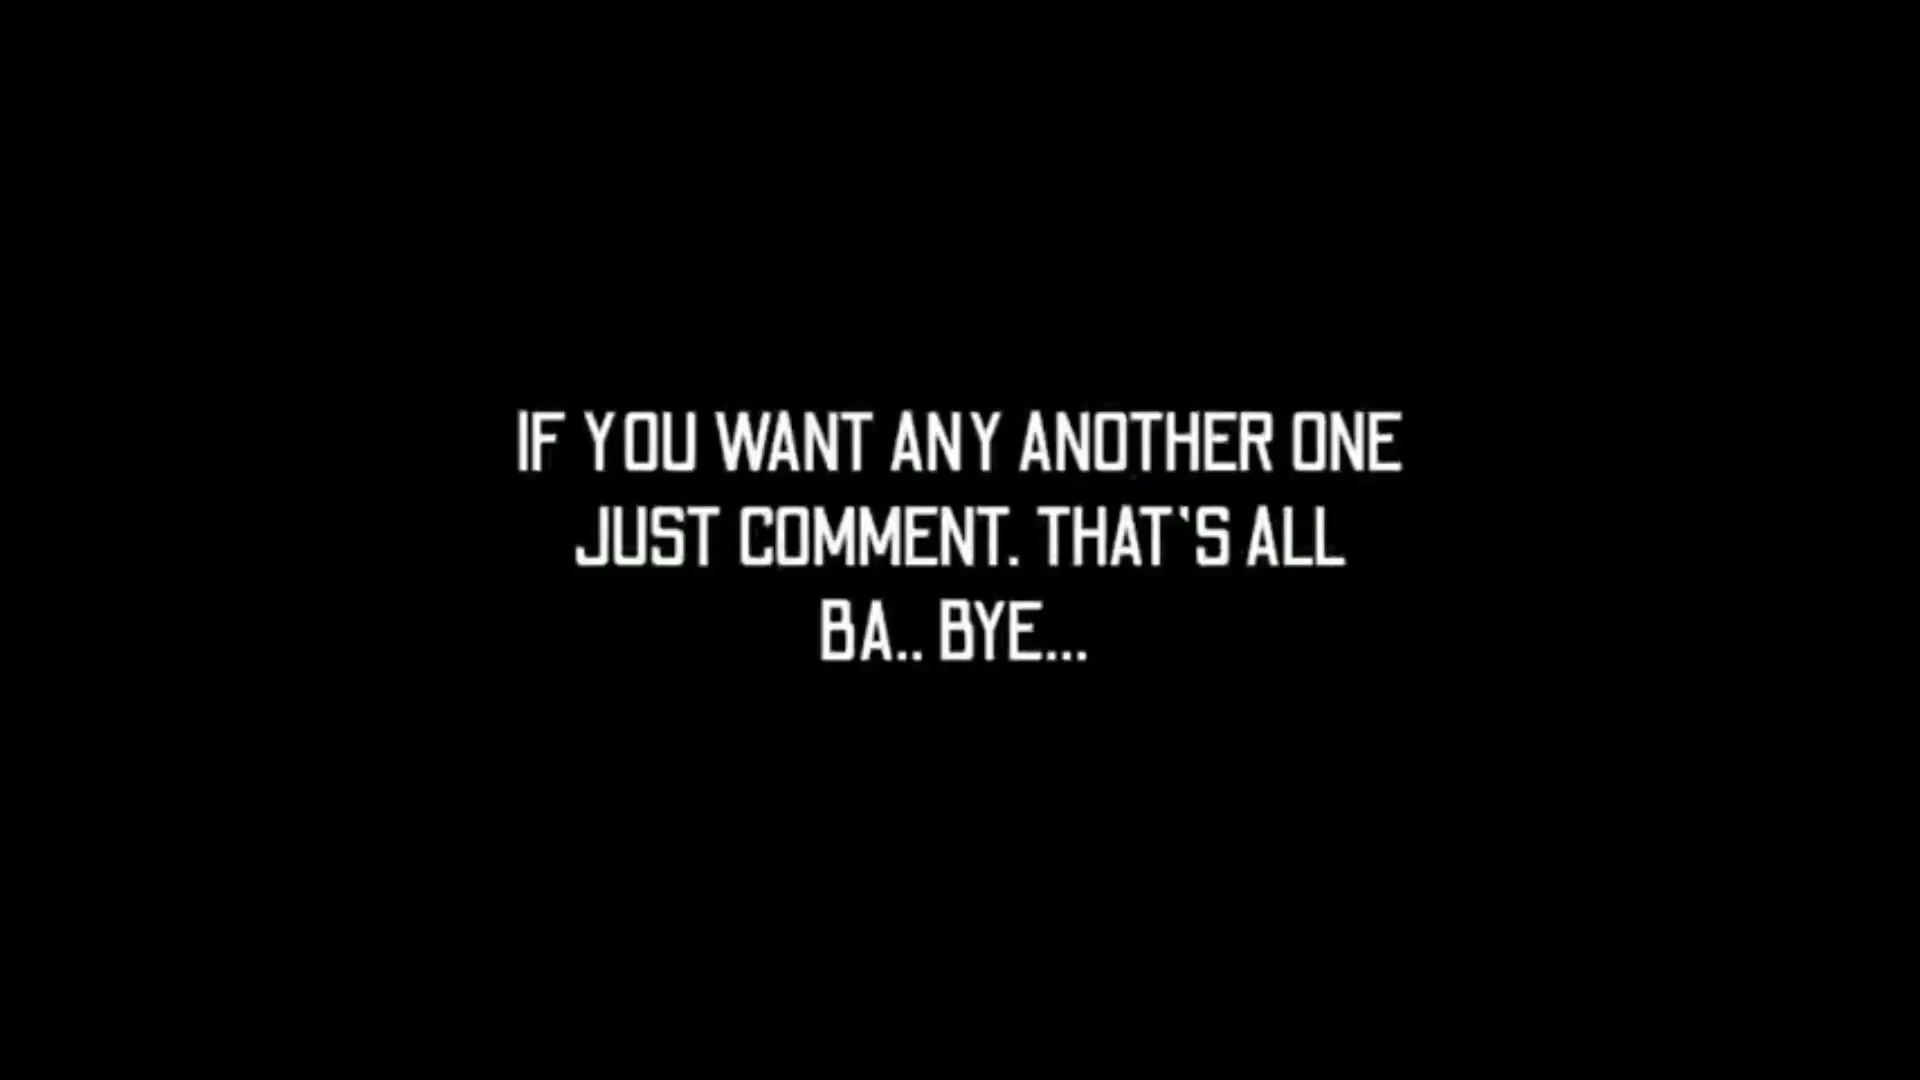 IF YOU WANT ANY ANOTHER ONE
JUST COMMENT. THAT'S ALL
BA.. BYE...